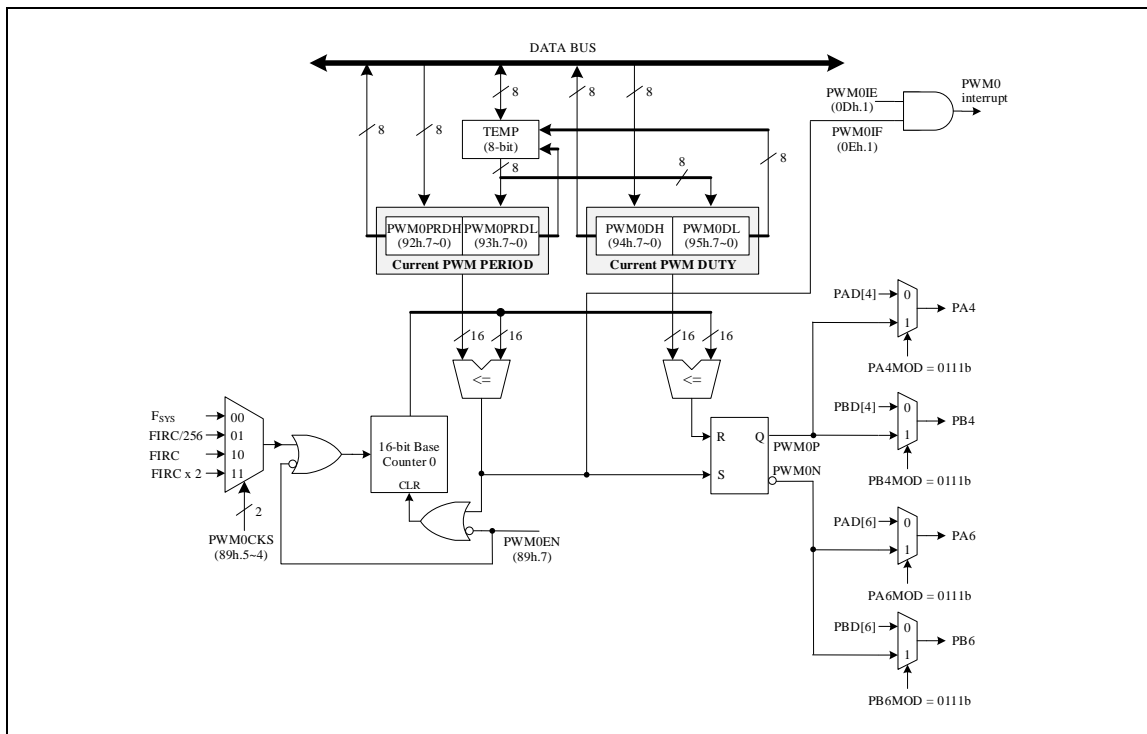 DATA BUS
PWM0IE
(0Dh.1)
PWM0
interrupt
PWM0IF
(0Eh.1)
8
8
8
8
8
8
TEMP
(8-bit)
8
8
8
PWM0PRDH
(92h.7~0)
PWM0PRDL
(93h.7~0)
Current PWM PERIOD
PWM0DH
(94h.7~0)
PWM0DL
(95h.7~0)
Current PWM DUTY
16
16
16
16
<=
<=
PAD[4]
0
1
PA4
PA4MOD = 0111b
FSYS
FIRC/256
FIRC
FIRC x 2
00
01
10
11
PWM0CKS
(89h.5~4)
2
16-bit Base
Counter 0
CLR
PWM0EN
(89h.7)
R
Q
S
PWM0P
PWM0N
PBD[4]
0
1
PB4
PB4MOD = 0111b
PAD[6]
0
1
PA6
PA6MOD = 0111b
PBD[6]
0
1
PB6
PB6MOD = 0111b